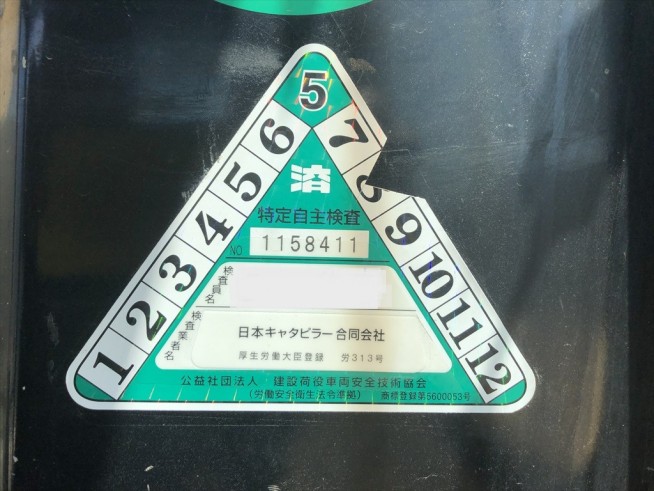 5
1 2 3 4 5 6
7 8 9 10 11 12
溶
特定自主検査
NO 1158411
検査員名
検査業者名
日本キャタピラー合同会社
厚生労働大臣登録 労313号
公益社団法人 建設荷役車両安全技術協会
(労働安全衛生法令準拠) 商標登録第5600053号